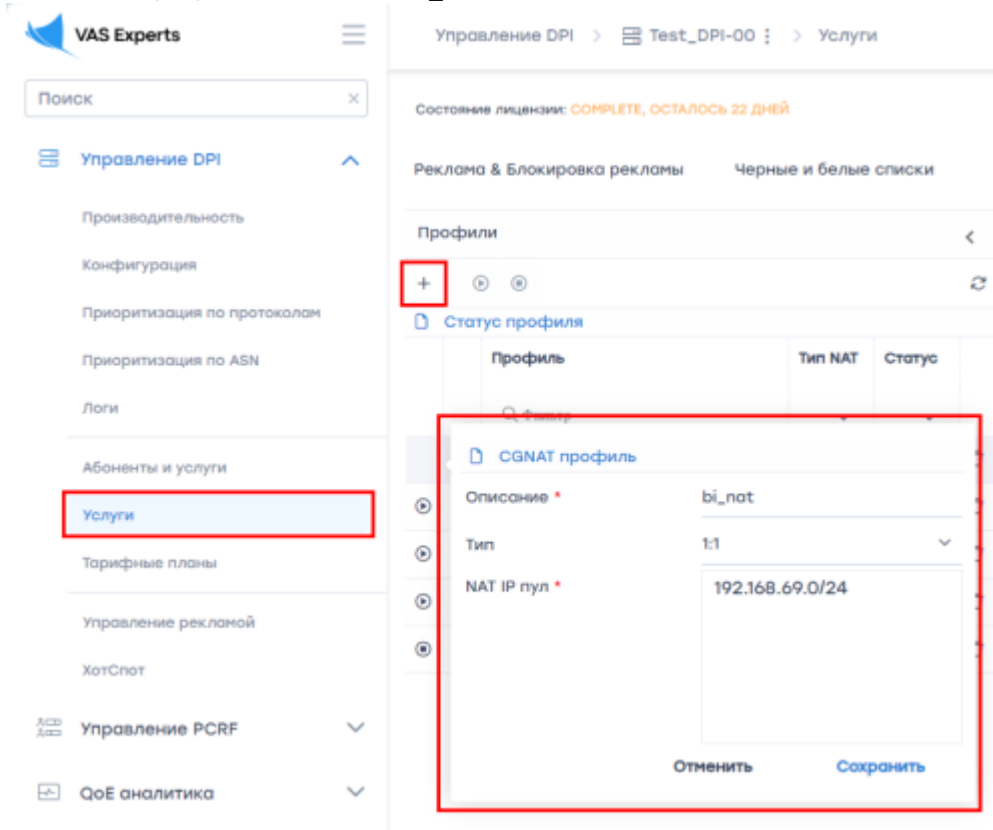 VAS Experts
Управление DPI > Test_DPI-00 > Услуги
Поиск
Состояние лицензии: COMPLETE, ОСТАЛОСЬ 22 ДНЕЙ
Управление DPI
Реклама & Блокировка рекламы Черные и белые списки
Производительность
Профили
Конфигурация
Приоритизация по протоколам
Статус профиля
Приоритизация по ASN
Профиль Тип NAT Статус
Логи
Фильтр
Абоненты и услуги
Услуги
Тарифные планы
Управление рекламой
ХотСпот
Управление PCRF
QoE аналитика
CGNAT профиль
Описание * bi_nat
Тип 1:1
NAT IP пул * 192.168.69.0/24
Отменить Сохранить